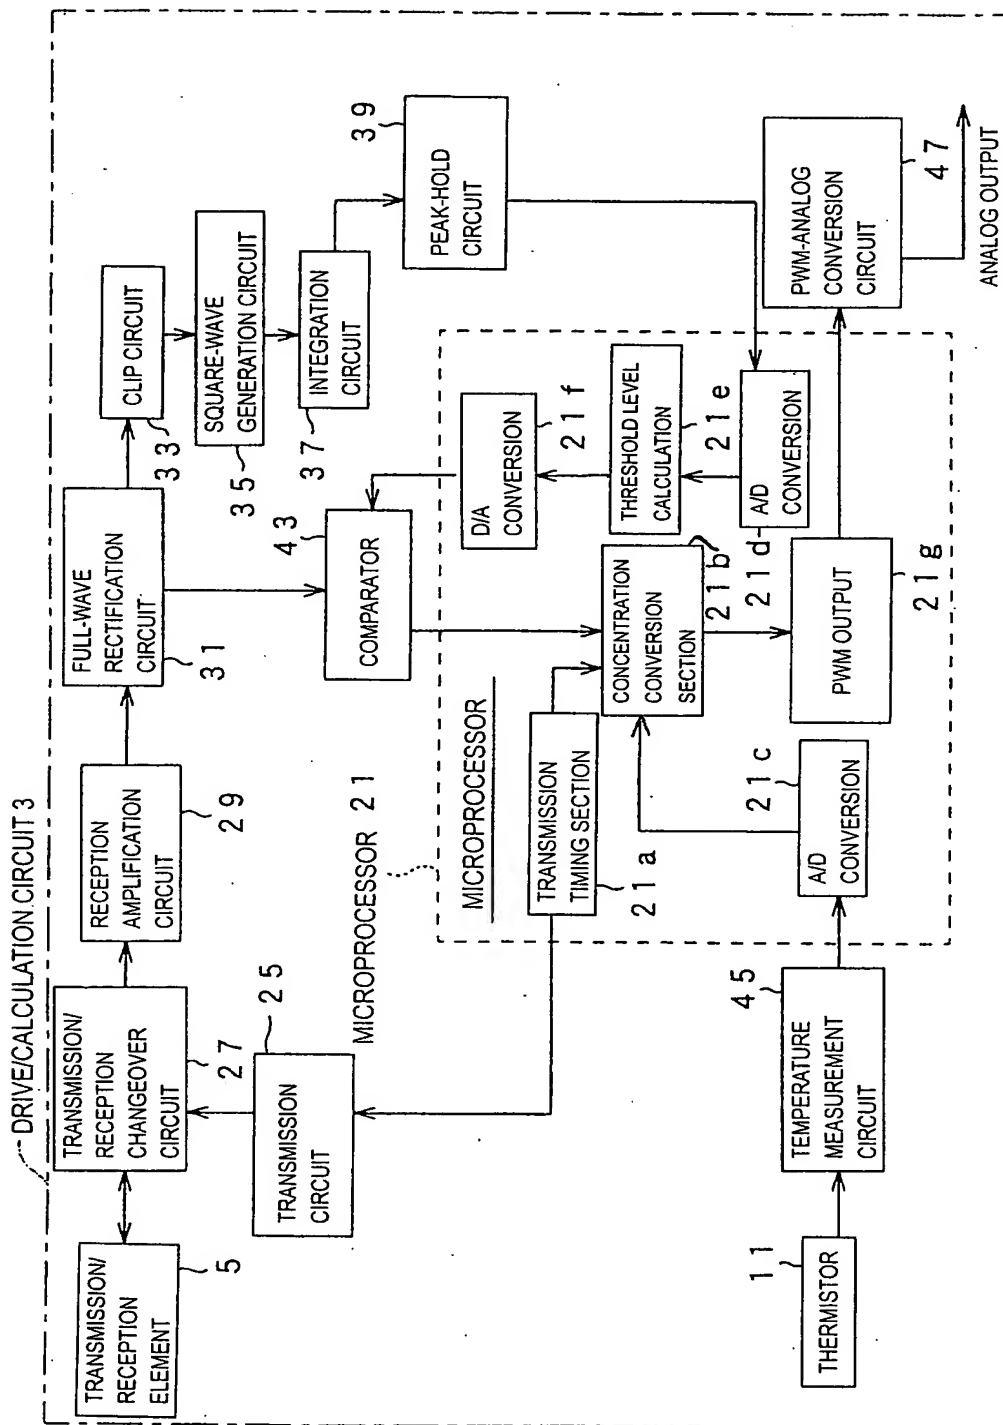 DRIVE/CALCULATION CIRCUIT 3
TRANSMISSION/
RECEPTION
ELEMENT
5
TRANSMISSION/
RECEPTION
CHANGEOVER
CIRCUIT
27
RECEPTION
AMPLIFICATION
CIRCUIT
29
FULL-WAVE
RECTIFICATION
CIRCUIT
31
CLIP CIRCUIT
33
SQUARE-WAVE
GENERATION CIRCUIT
35
INTEGRATION
CIRCUIT
37
PEAK-HOLD
CIRCUIT
39
TRANSMISSION
CIRCUIT
25
COMPARATOR
43
MICROPROCESSOR 21
MICROPROCESSOR
TRANSMISSION
TIMING SECTION
21a
CONCENTRATION
CONVERSION
SECTION
21b
D/A
CONVERSION
21f
THRESHOLD LEVEL
CALCULATION
21e
A/D
CONVERSION
21d
A/D
CONVERSION
21c
PWM OUTPUT
21g
THERMISTOR
11
TEMPERATURE
MEASUREMENT
CIRCUIT
45
PWM-ANALOG
CONVERSION
CIRCUIT
47
ANALOG OUTPUT